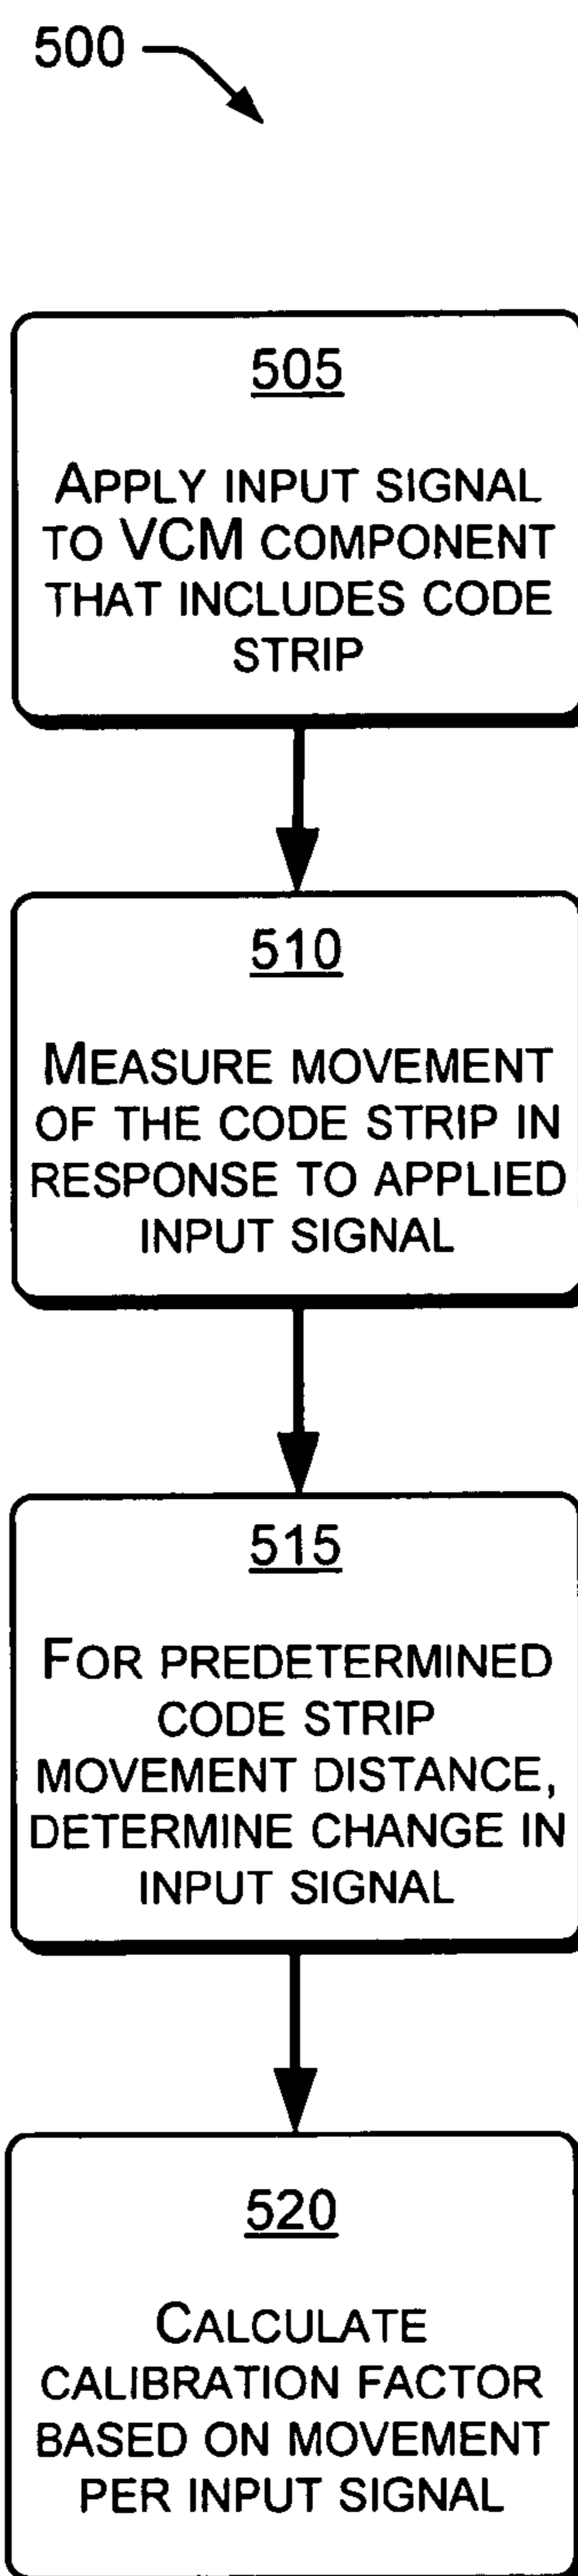 500
505
APPLY INPUT SIGNAL
TO VCM COMPONENT
THAT INCLUDES CODE
STRIP
510
MEASURE MOVEMENT
OF THE CODE STRIP IN
RESPONSE TO APPLIED
INPUT SIGNAL
515
FOR PREDETERMINED
CODE STRIP
MOVEMENT DISTANCE,
DETERMINE CHANGE IN
INPUT SIGNAL
520
CALCULATE
CALIBRATION FACTOR
BASED ON MOVEMENT
PER INPUT SIGNAL